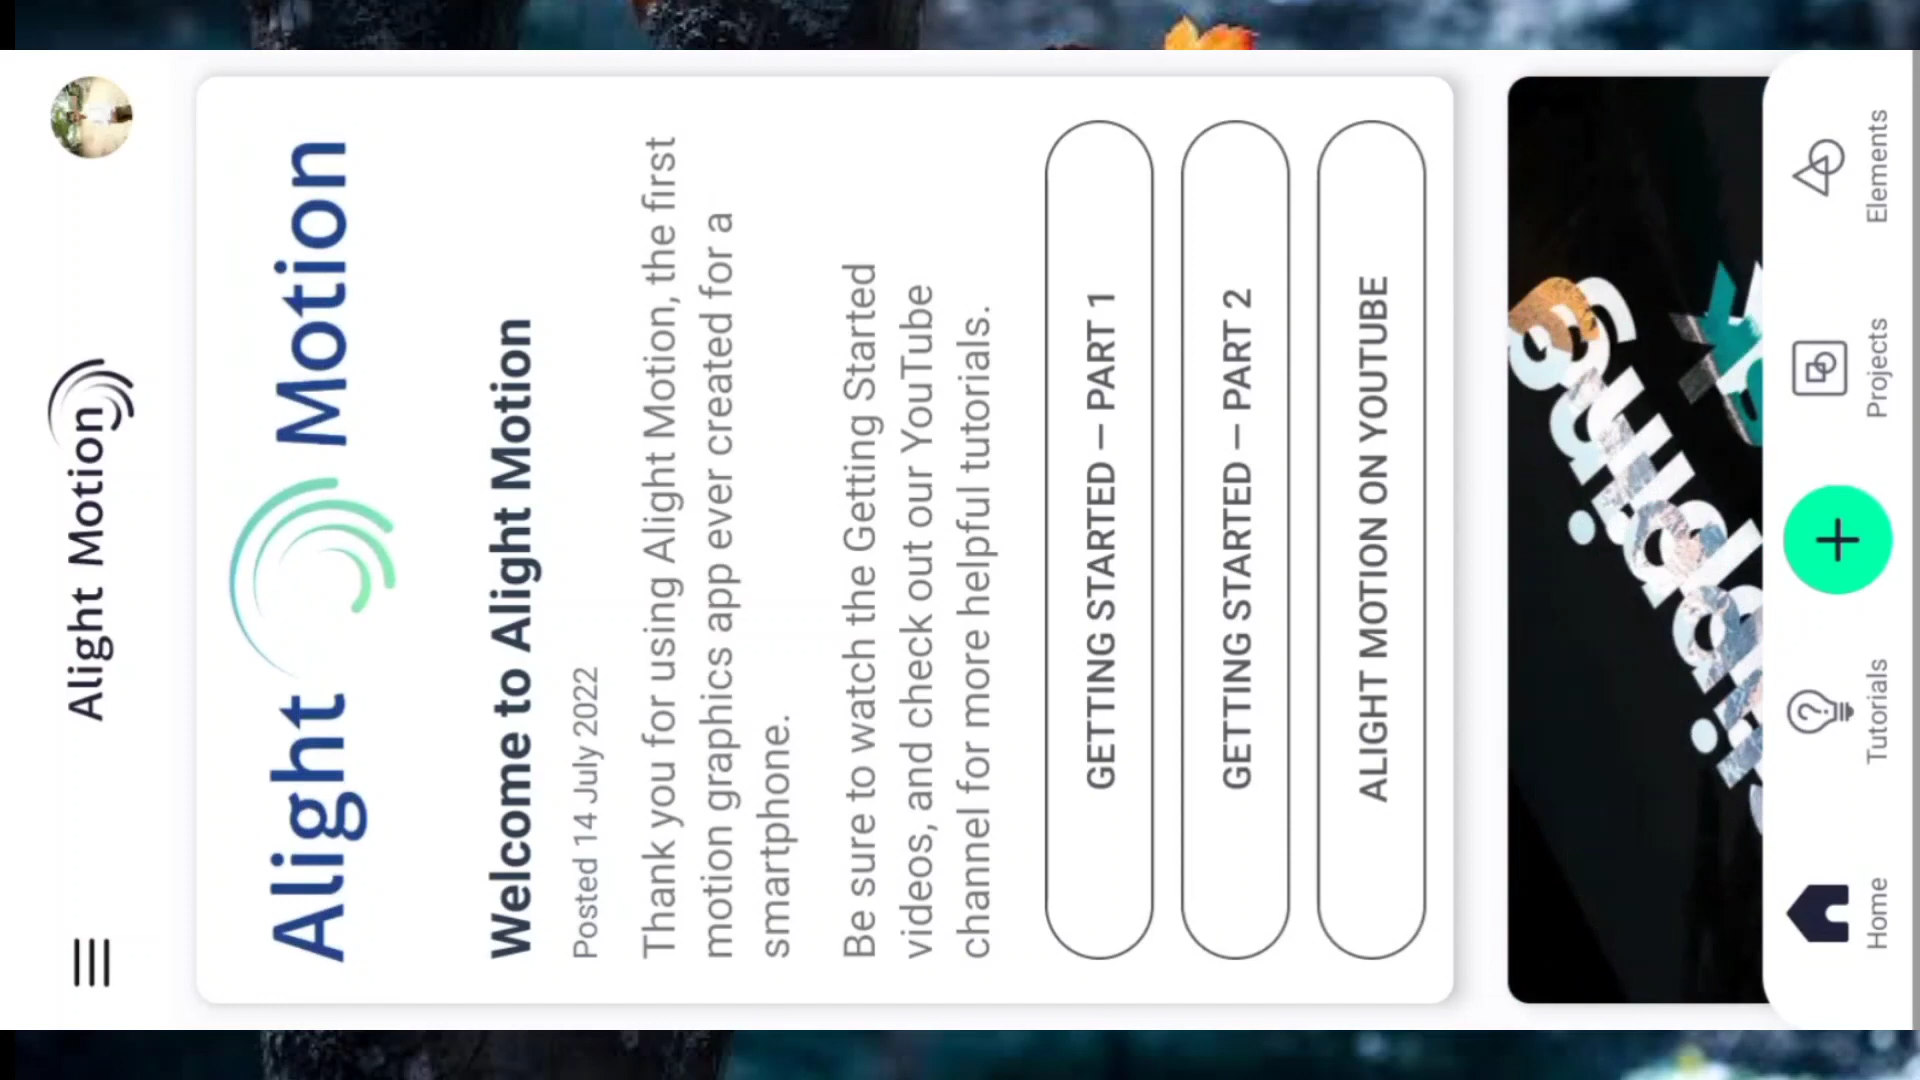 Alight Motion
Alight Motion
Welcome to Alight Motion
Posted 14 July 2022
Thank you for using Alight Motion, the first
motion graphics app ever created for a
smartphone.
Be sure to watch the Getting Started
videos, and check out our YouTube
channel for more helpful tutorials.
GETTING STARTED – PART 1
GETTING STARTED – PART 2
ALIGHT MOTION ON YOUTUBE
Home
Tutorials
Projects
Elements